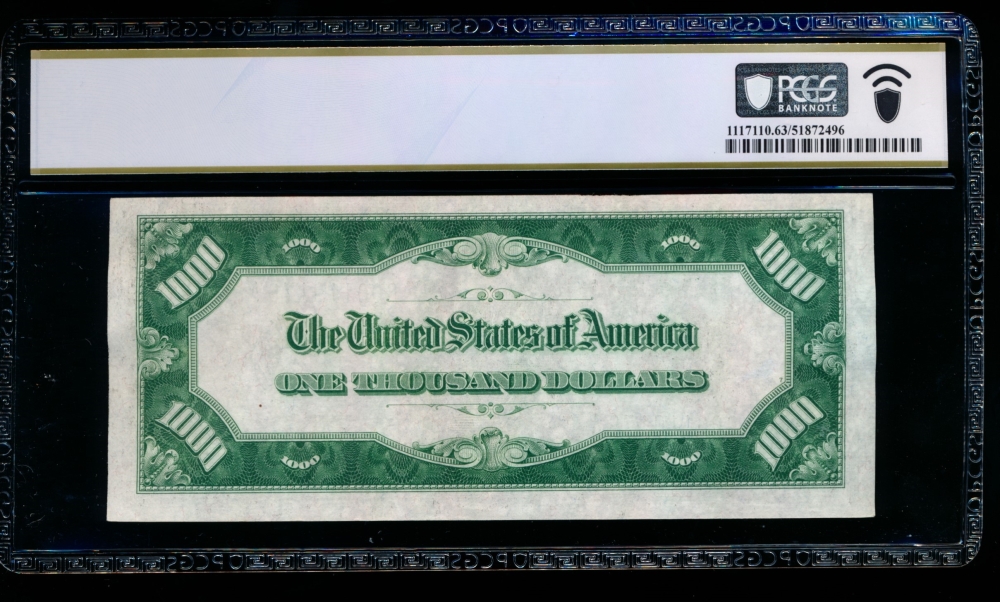 PCGS
BANKNOTE
1117110.63/51872496
1000 1000 1000 1000
The United States of America
ONE THOUSAND DOLLARS
1000 1000 1000 1000